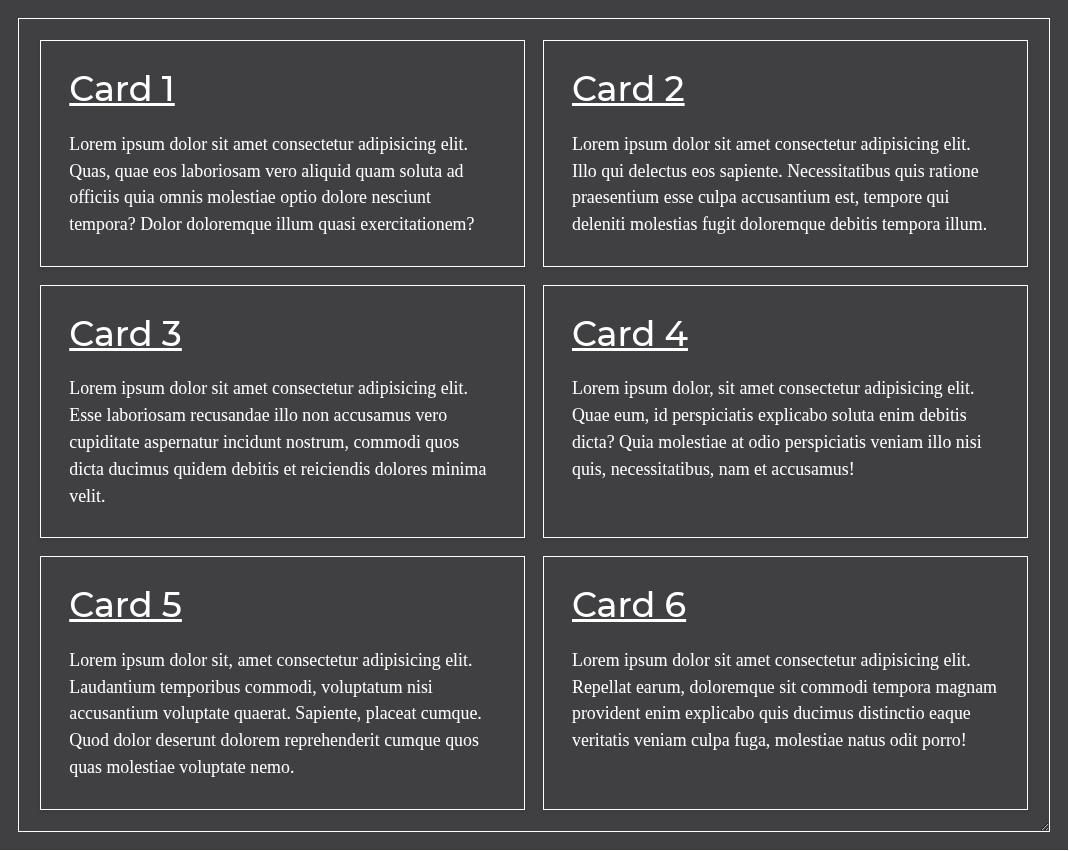 Card 1
Lorem ipsum dolor sit amet consectetur adipisicing elit.
Quas, quae eos laboriosam vero aliquid quam soluta ad
officiis quia omnis molestiae optio dolore nesciunt
tempora? Dolor doloremque illum quasi exercitationem?
Card 2
Lorem ipsum dolor sit amet consectetur adipisicing elit.
Illo qui delectus eos sapiente. Necessitatibus quis ratione
praesentium esse culpa accusantium est, tempore qui
deleniti molestias fugit doloremque debitis tempora illum.
Card 3
Lorem ipsum dolor sit amet consectetur adipisicing elit.
Esse laboriosam recusandae illo non accusamus vero
cupiditate aspernatur incidunt nostrum, commodi quos
dicta ducimus quidem debitis et reiciendis dolores minima
velit.
Card 4
Lorem ipsum dolor, sit amet consectetur adipisicing elit.
Quae eum, id perspiciatis explicabo soluta enim debitis
dicta? Quia molestiae at odio perspiciatis veniam illo nisi
quis, necessitatibus, nam et accusamus!
Card 5
Lorem ipsum dolor sit, amet consectetur adipisicing elit.
Laudantium temporibus commodi, voluptatum nisi
accusantium voluptate quaerat. Sapiente, placeat cumque.
Quod dolor deserunt dolorem reprehenderit cumque quos
quas molestiae voluptate nemo.
Card 6
Lorem ipsum dolor sit amet consectetur adipisicing elit.
Repellat earum, doloremque sit commodi tempora magnam
provident enim explicabo quis ducimus distinctio eaque
veritatis veniam culpa fuga, molestiae natus odit porro!